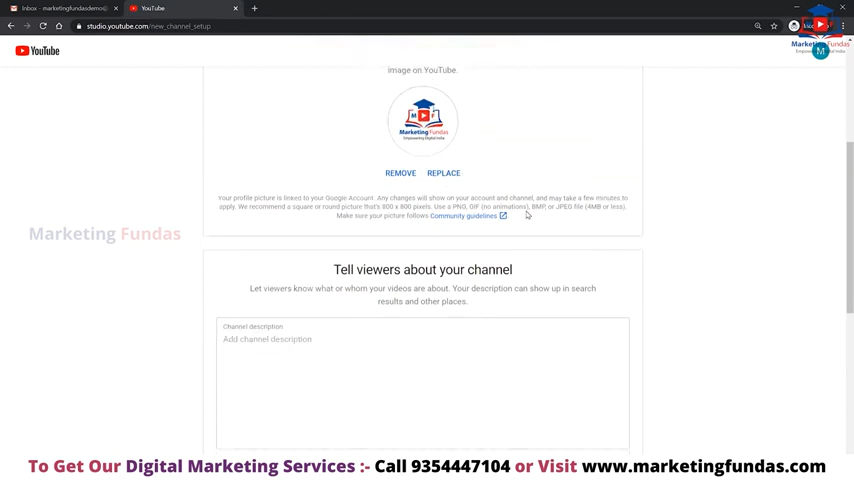 Inbox - marketingfundasdemo@
YouTube
studio.youtube.com/new_channel_setup
YouTube
Marketing Fundas
M
image on YouTube.
M F
Marketing Fundas
Empowering Digital India
REMOVE REPLACE
Your profile picture is linked to your Google Account. Any changes will show on your account and channel, and may take a few minutes to
apply. We recommend a square or round picture that's 800 x 800 pixels. Use a PNG, GIF (no animations), BMP, or JPEG file (4MB or less).
Make sure your picture follows Community guidelines
Marketing Fundas
Tell viewers about your channel
Let viewers know what or whom your videos are about. Your description can show up in search
results and other places.
Channel description
Add channel description
To Get Our Digital Marketing Services :- Call 9354447104 or Visit www.marketingfundas.com